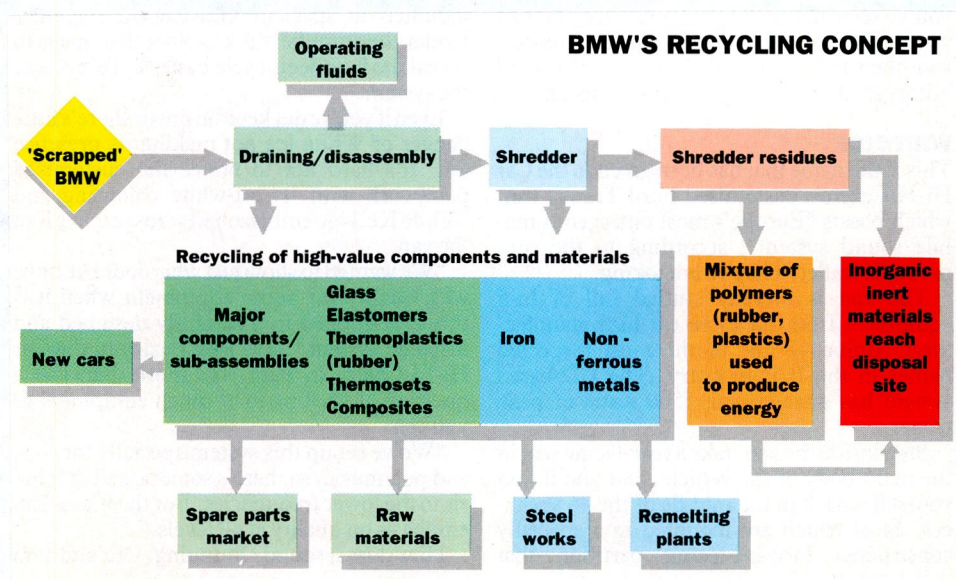 BMW'S RECYCLING CONCEPT
Operating
fluids
'Scrapped'
BMW
Draining/disassembly
Shredder
Shredder residues
Recycling of high-value components and materials
New cars
Major
components/
sub-assemblies
Glass
Elastomers
Thermoplastics
(rubber)
Thermosets
Composites
Iron
Non -
ferrous
metals
Mixture of
polymers
(rubber,
plastics)
used
to produce
energy
Inorganic
inert
materials
reach
disposal
site
Spare parts
market
Raw
materials
Steel
works
Remelting
plants